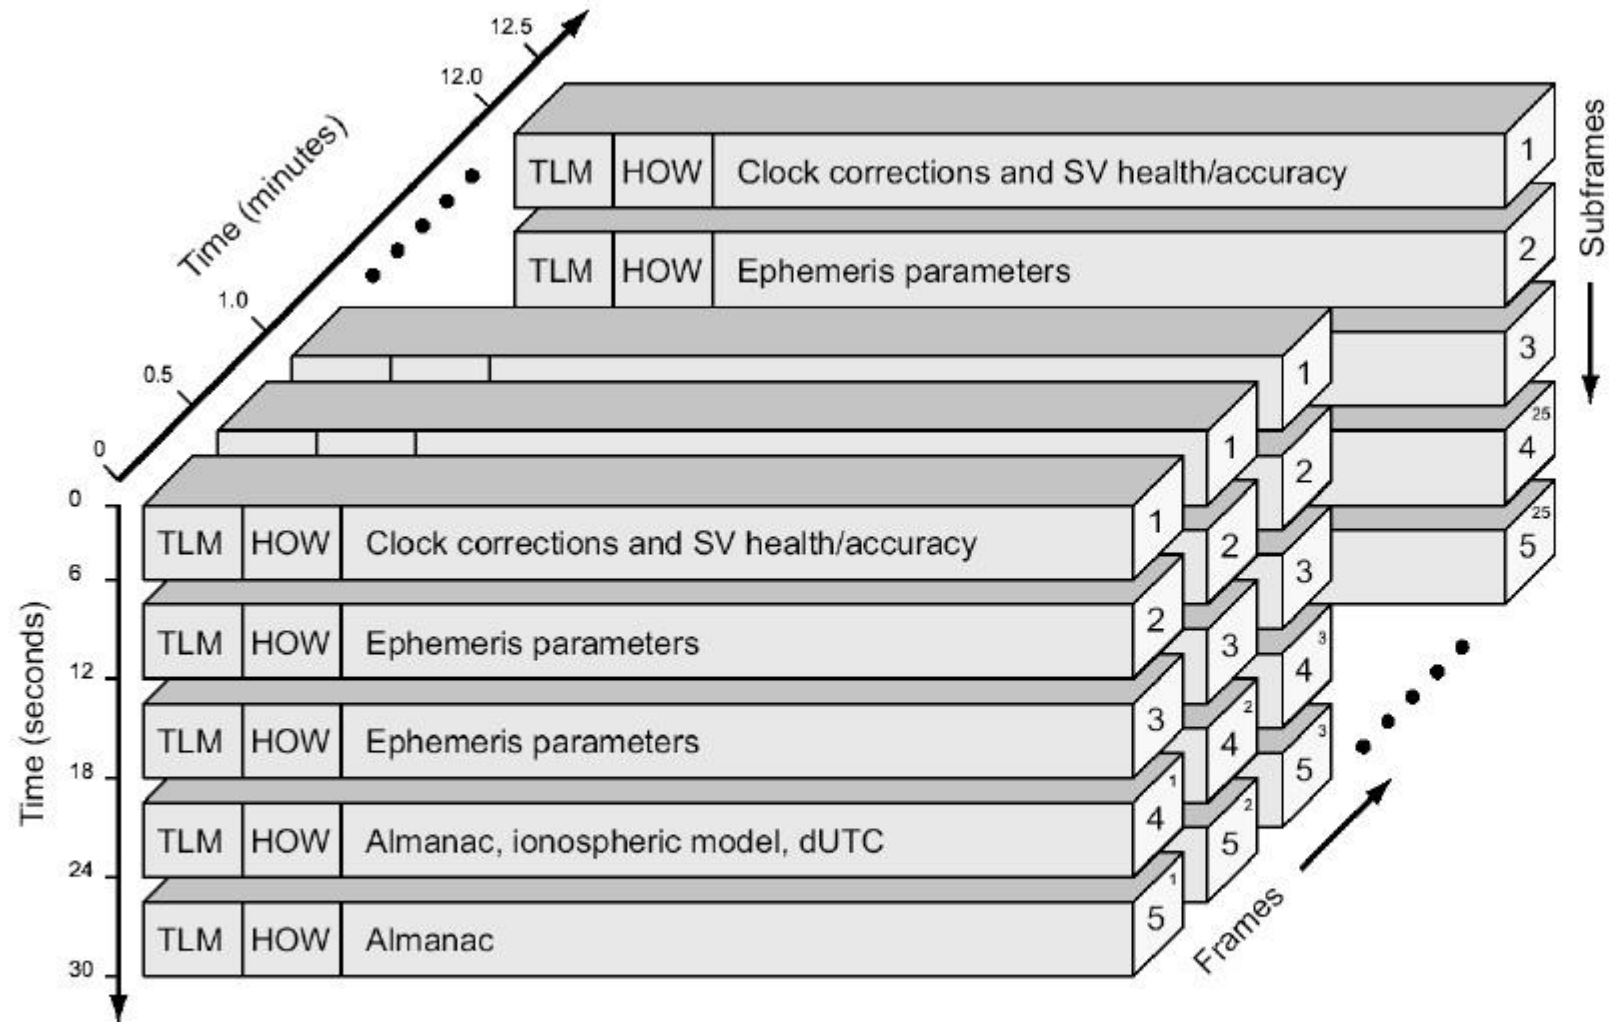 12.5
12.0
Time (minutes)
1.0
0.5
0
TLM HOW Clock corrections and SV health/accuracy 1
TLM HOW Ephemeris parameters 2
3
25
4
25
5
Subframes
1
2
3
3
4
3
5
1
2
3
2
4
2
5
Time (seconds)
0
6
12
18
24
30
TLM HOW Clock corrections and SV health/accuracy 1
TLM HOW Ephemeris parameters 2
TLM HOW Ephemeris parameters 3
1
TLM HOW Almanac, ionospheric model, dUTC 4
1
TLM HOW Almanac 5
Frames